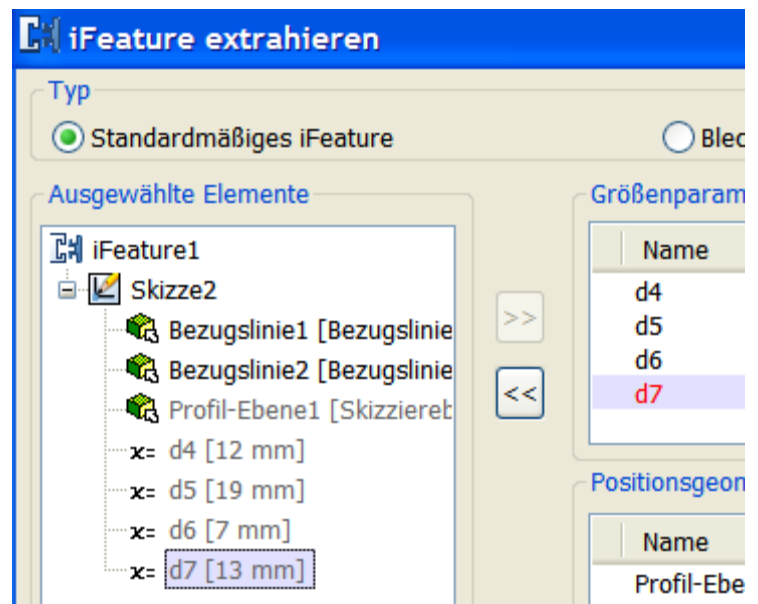 iFeature extrahieren
Typ
Standardmäßiges iFeature
Ausgewählte Elemente
iFeature1
Skizze2
Bezugslinie1 [Bezugslinie
Bezugslinie2 [Bezugslinie
Profil-Ebene1 [Skizziereb
x= d4 [12 mm]
x= d5 [19 mm]
x= d6 [7 mm]
x= d7 [13 mm]
>>
<<
Blec
Größenparam
Name
d4
d5
d6
d7
Positionsgeon
Name
Profil-Ebe